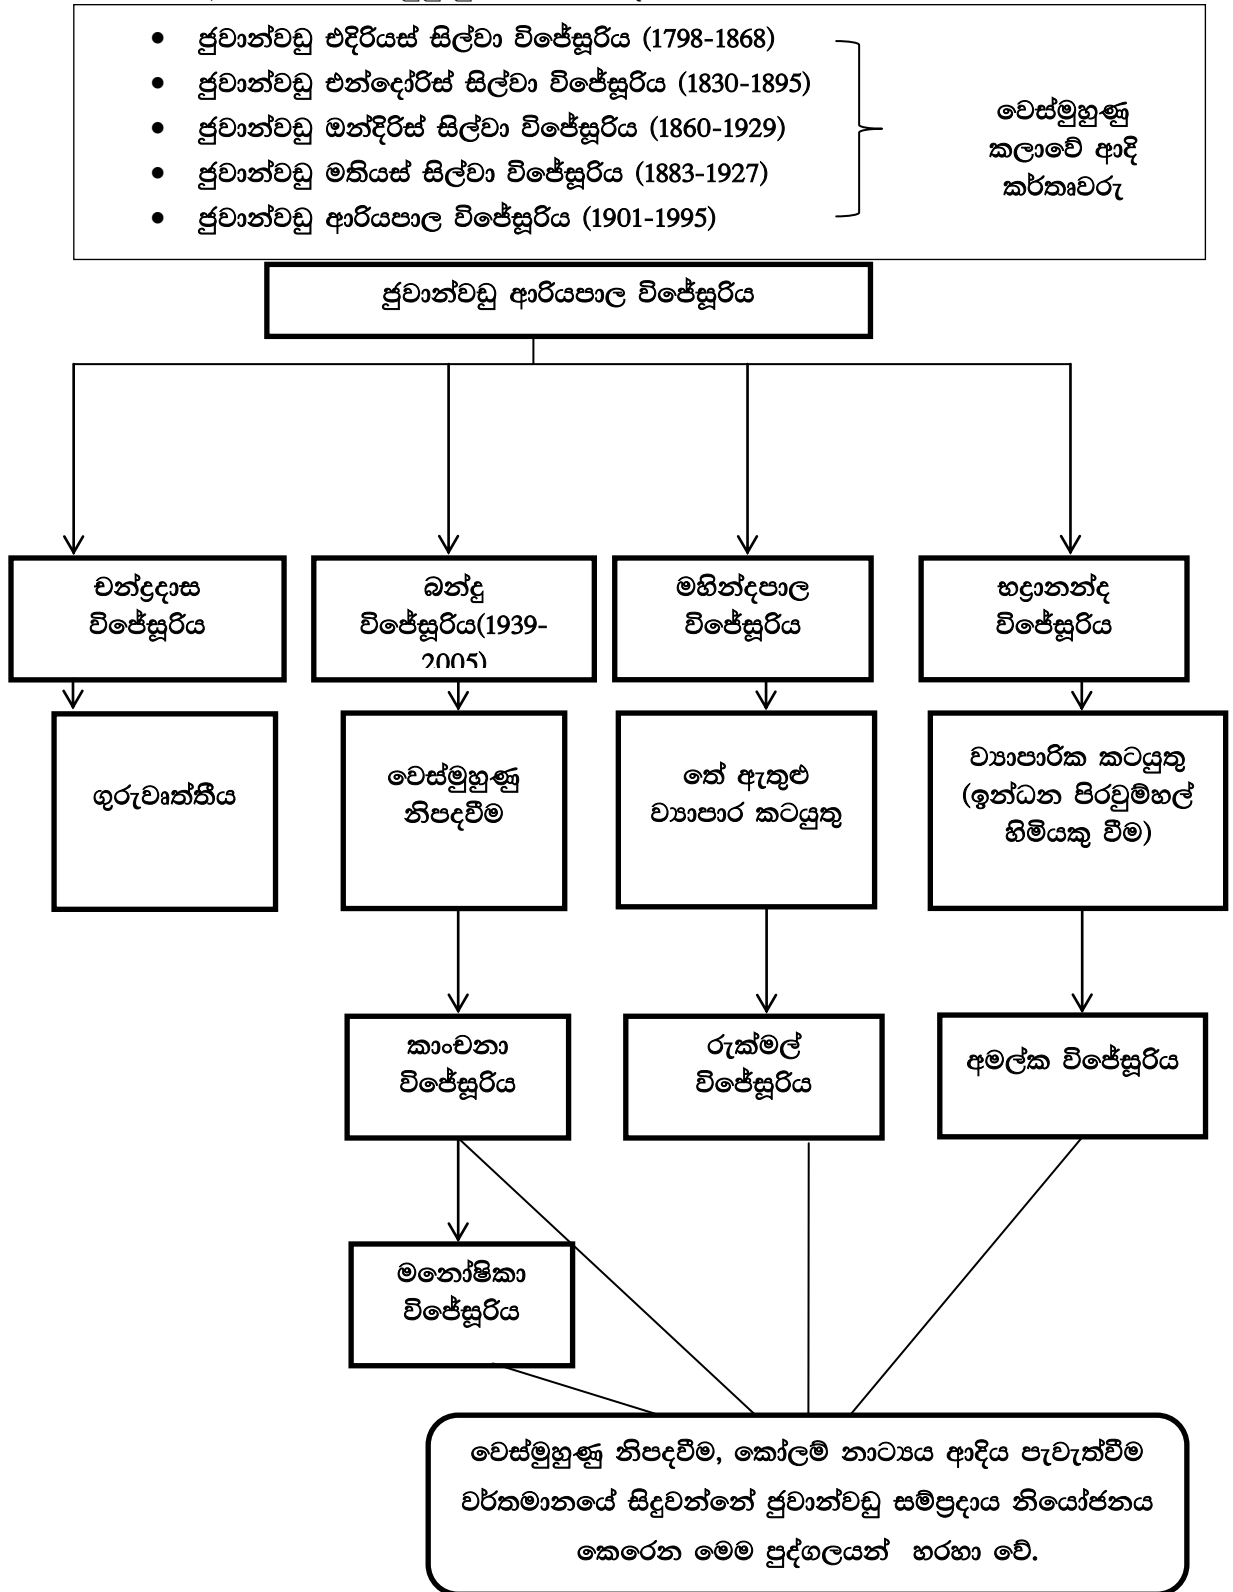 • ජුවාන්වඩු එදිරියස් සිල්වා විජේසූරිය (1798-1868)
• ජුවාන්වඩු එන්දෝරිස් සිල්වා විජේසූරිය (1830-1895)
• ජුවාන්වඩු ඔන්දිරිස් සිල්වා විජේසූරිය (1860-1929)
• ජුවාන්වඩු මතියස් සිල්වා විජේසූරිය (1883-1927)
• ජුවාන්වඩු ආරියපාල විජේසූරිය (1901-1995)
වෙස්මුහුණු
කලාවේ ආදි
කර්තෘවරු
ජුවාන්වඩු ආරියපාල විජේසූරිය
චන්ද්‍රදාස
විජේසූරිය
බන්දු
විජේසූරිය(1939-
2005)
මහින්දපාල
විජේසූරිය
භද්‍රානන්ද
විජේසූරිය
ගුරුවෘත්තීය
වෙස්මුහුණු
නිපදවීම
තේ ඇතුළු
ව්‍යාපාර කටයුතු
ව්‍යාපාරික කටයුතු
(ඉන්ධන පිරවුම්හල්
හිමියකු වීම)
කාංචනා
විජේසූරිය
රුක්මල්
විජේසූරිය
අමල්ක විජේසූරිය
මනෝෂිකා
විජේසූරිය
වෙස්මුහුණු නිපදවීම, කෝලම් නාට්‍යය ආදිය පැවැත්වීම
වර්තමානයේ සිදුවන්නේ ජුවාන්වඩු සම්ප්‍රදාය නියෝජනය
කෙරෙන මෙම පුද්ගලයන් හරහා වේ.